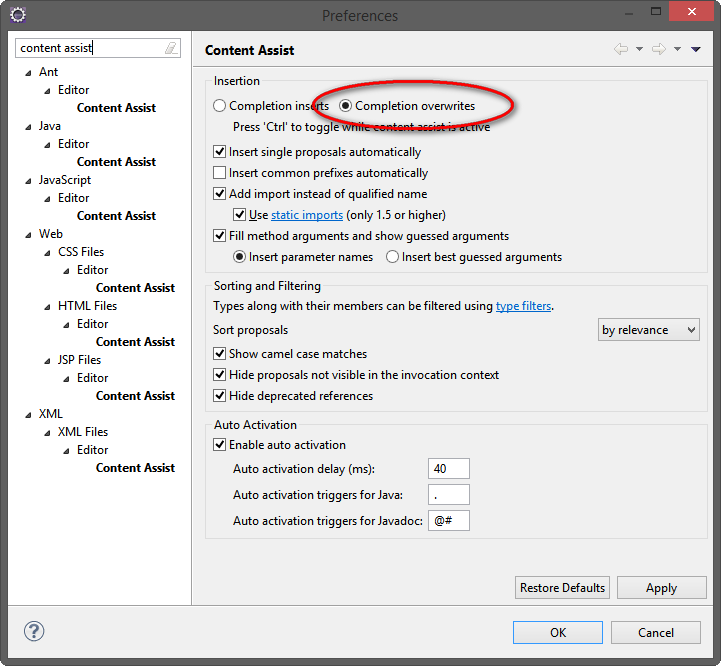 Preferences
content assist
Ant
Editor
Content Assist
Java
Editor
Content Assist
JavaScript
Editor
Content Assist
Web
CSS Files
Editor
Content Assist
HTML Files
Editor
Content Assist
JSP Files
Editor
Content Assist
XML
XML Files
Editor
Content Assist
Content Assist
Insertion
Completion inserts Completion overwrites
Press 'Ctrl' to toggle while content assist is active
Insert single proposals automatically
Insert common prefixes automatically
Add import instead of qualified name
Use static imports (only 1.5 or higher)
Fill method arguments and show guessed arguments
Insert parameter names Insert best guessed arguments
Sorting and Filtering
Types along with their members can be filtered using type filters.
Sort proposals by relevance
Show camel case matches
Hide proposals not visible in the invocation context
Hide deprecated references
Auto Activation
Enable auto activation
Auto activation delay (ms): 40
Auto activation triggers for Java: .
Auto activation triggers for Javadoc: @#
Restore Defaults Apply
? OK Cancel